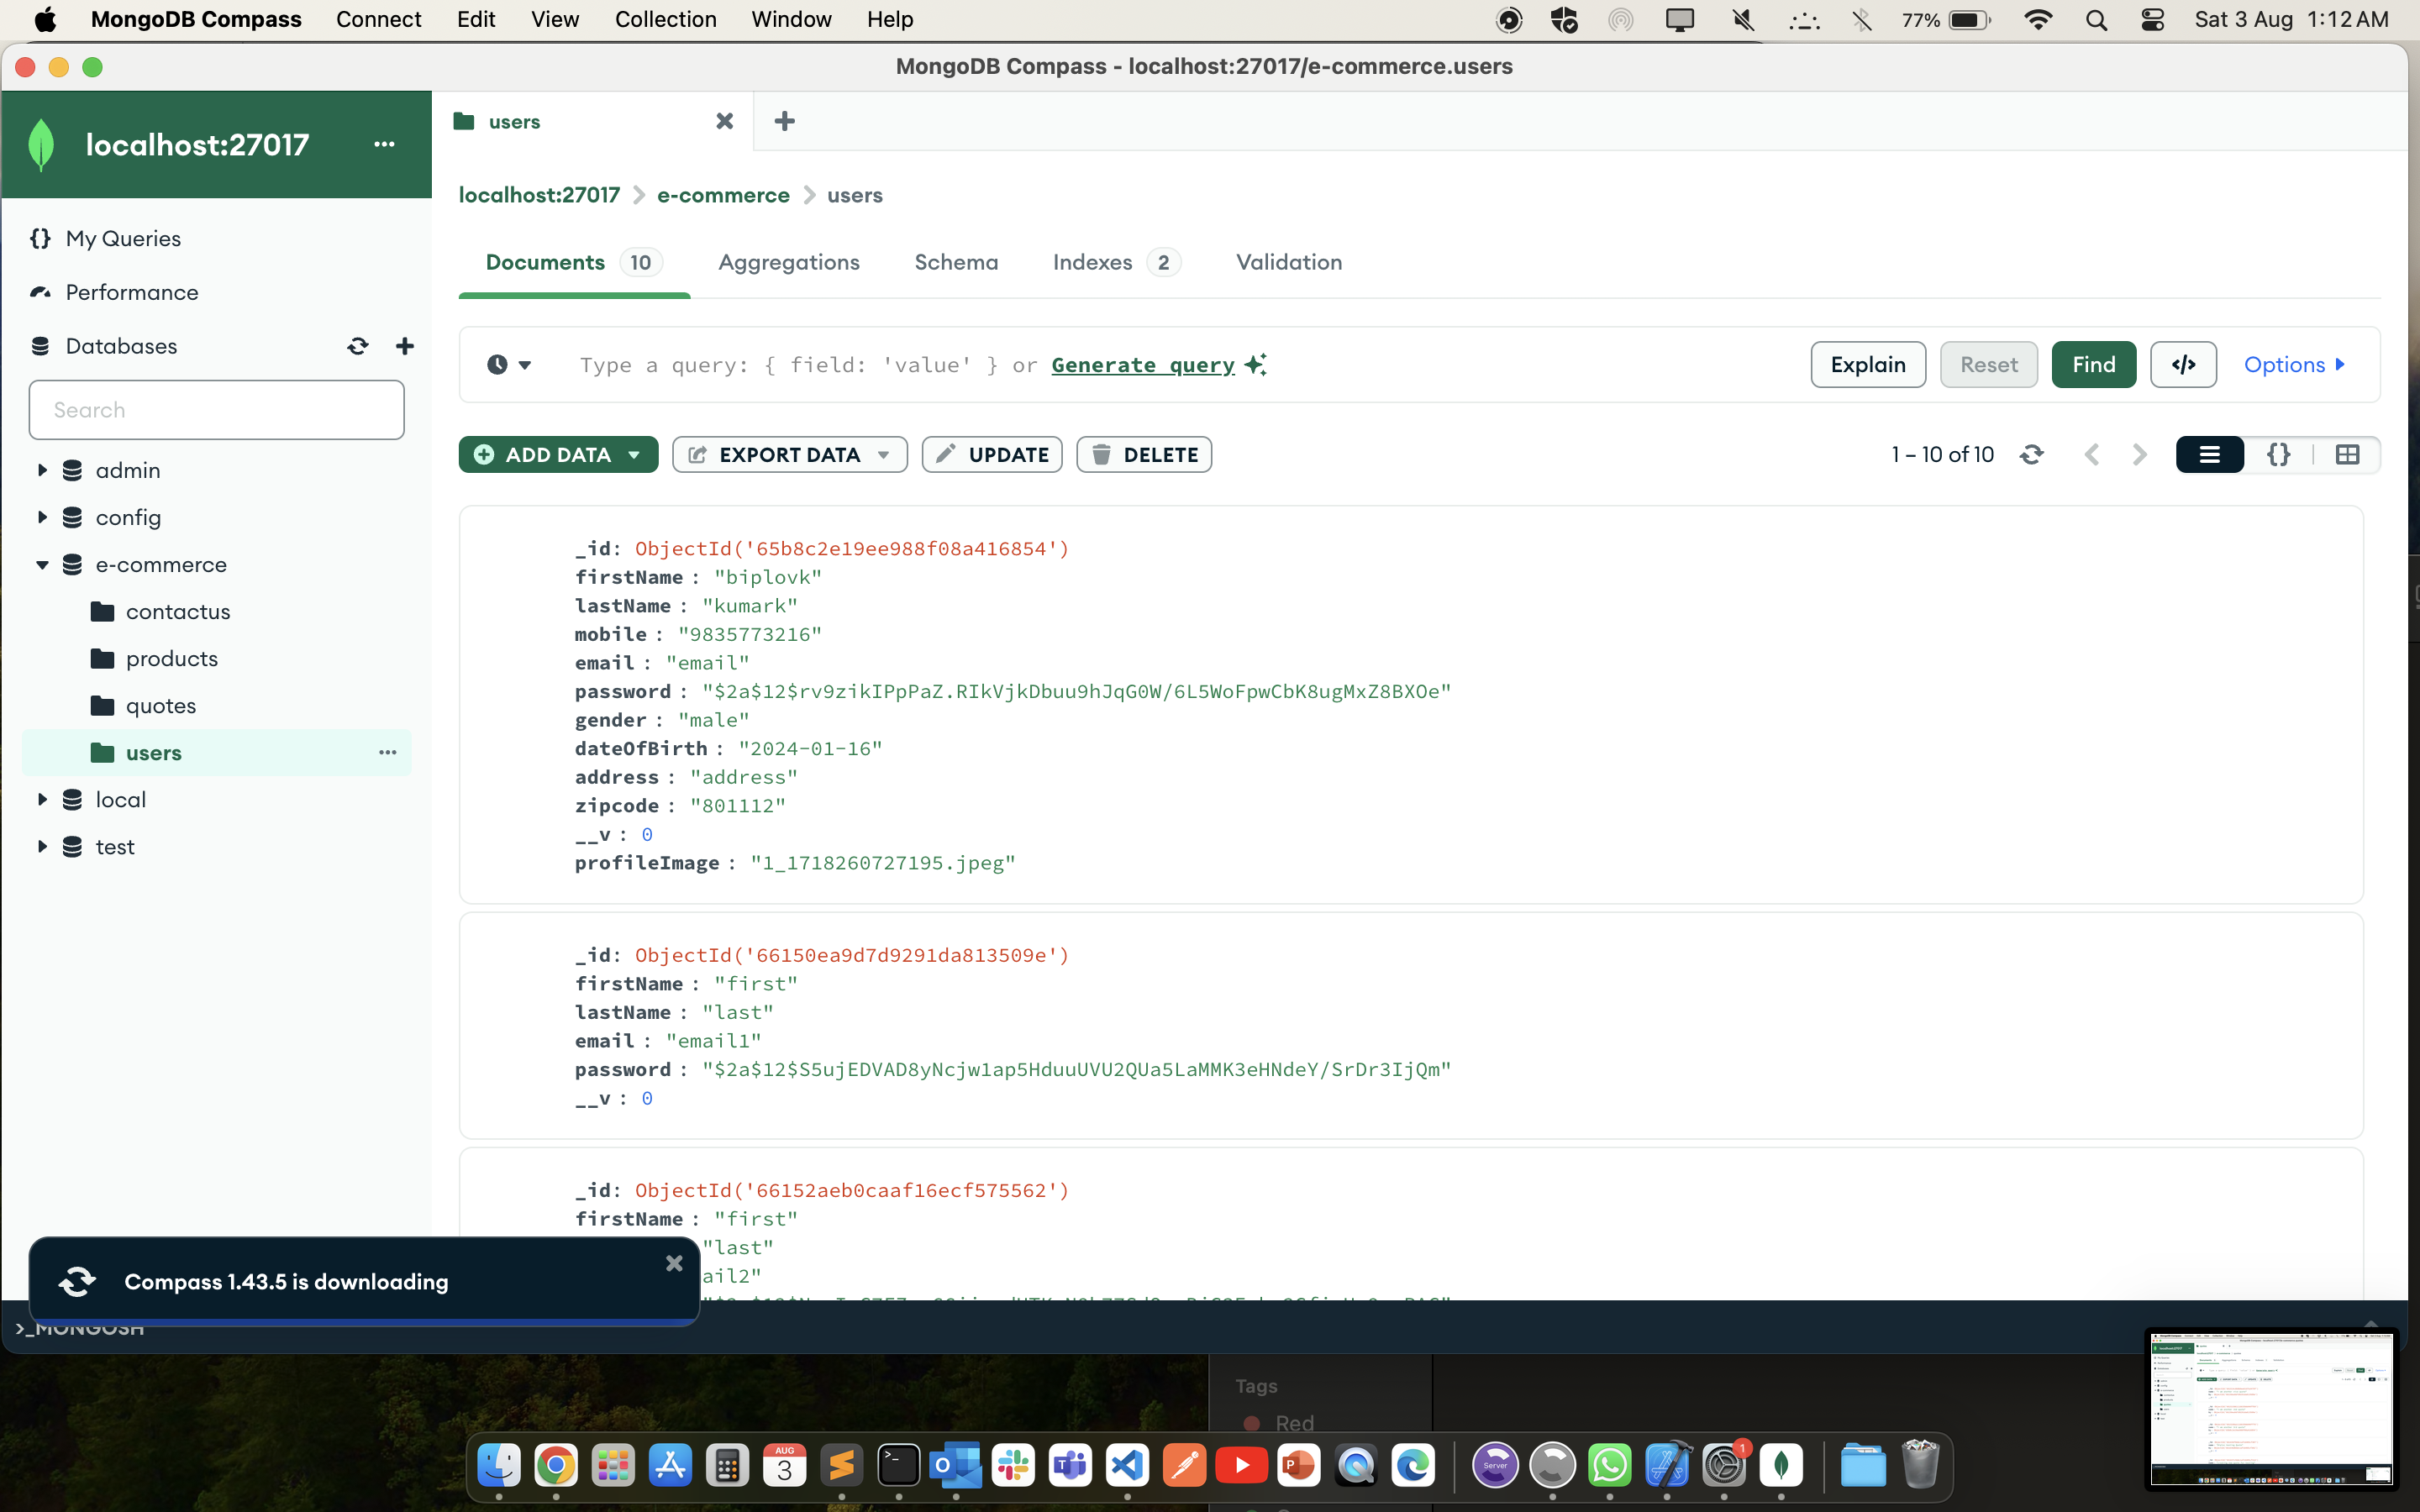 MongoDB Compass Connect Edit View Collection Window Help 77% Sat 3 Aug 1:12 AM
MongoDB Compass - localhost:27017/e-commerce.users
localhost:27017 ···
users
localhost:27017 > e-commerce > users
My Queries
Performance
Databases
Search
admin
config
e-commerce
contactus
products
quotes
users ···
local
test
Documents 10 Aggregations Schema Indexes 2 Validation
Type a query: { field: 'value' } or Generate query
Explain Reset Find </> Options
ADD DATA EXPORT DATA UPDATE DELETE
1 – 10 of 10 {}
_id: ObjectId('65b8c2e19ee988f08a416854')
firstName : "biplovk"
lastName : "kumark"
mobile : "9835773216"
email : "email"
password : "$2a$12$rv9zikIPpPaZ.RIkVjkDbuu9hJqG0W/6L5WoFpwCbK8ugMxZ8BXOe"
gender : "male"
dateOfBirth : "2024-01-16"
address : "address"
zipcode : "801112"
__v : 0
profileImage : "1_1718260727195.jpeg"
_id: ObjectId('66150ea9d7d9291da813509e')
firstName : "first"
lastName : "last"
email : "email1"
password : "$2a$12$S5ujEDVAD8yNcjw1ap5HduuUVU2QUa5LaMMK3eHNdeY/SrDr3IjQm"
__v : 0
_id: ObjectId('66152aeb0caaf16ecf575562')
firstName : "first"
"last"
ail2"
Compass 1.43.5 is downloading
>_MONGOSH
Tags
Red
AUG
3
Server
1